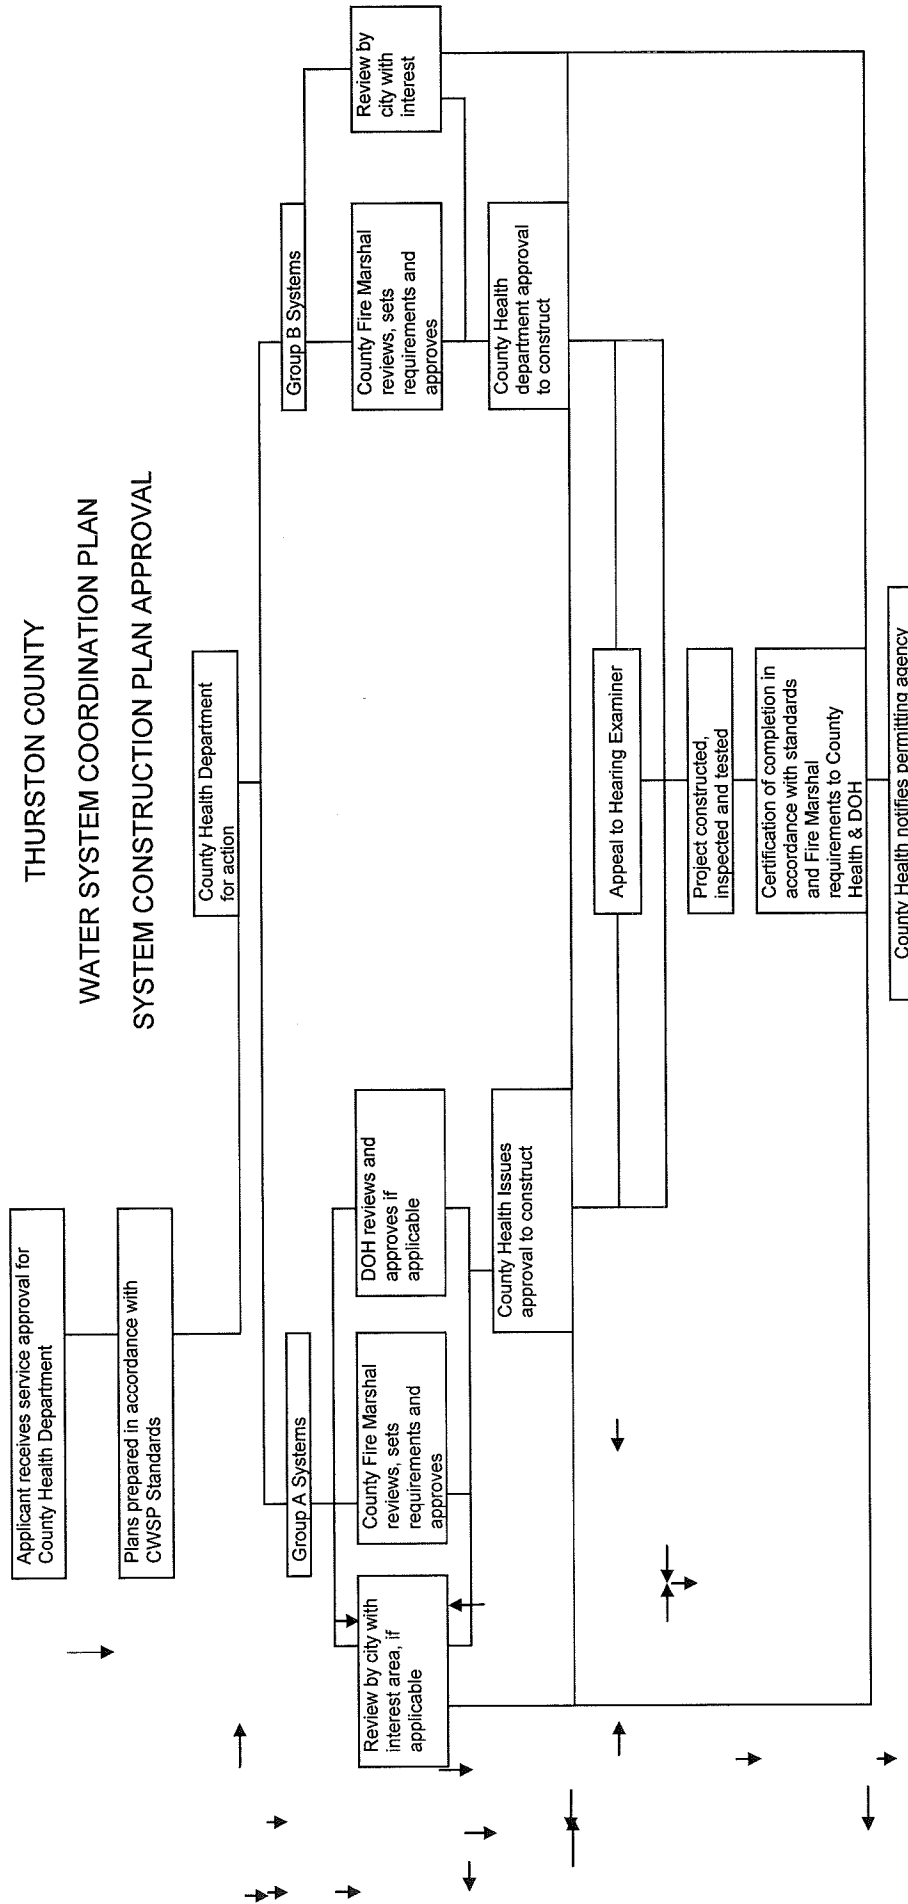 THURSTON COUNTY
WATER SYSTEM COORDINATION PLAN
SYSTEM CONSTRUCTION PLAN APPROVAL
Applicant receives service approval for
County Health Department
Plans prepared in accordance with
CWSP Standards
County Health Department
for action
Group A Systems
Review by city with
interest area, if
applicable
County Fire Marshal
reviews, sets
requirements and
approves
DOH reviews and
approves if
applicable
County Health Issues
approval to construct
Group B Systems
County Fire Marshal
reviews, sets
requirements and
approves
Review by
city with
interest
County Health
department approval
to construct
Appeal to Hearing Examiner
Project constructed,
inspected and tested
Certification of completion in
accordance with standards
and Fire Marshal
requirements to County
Health & DOH
County Health notifies permitting agency